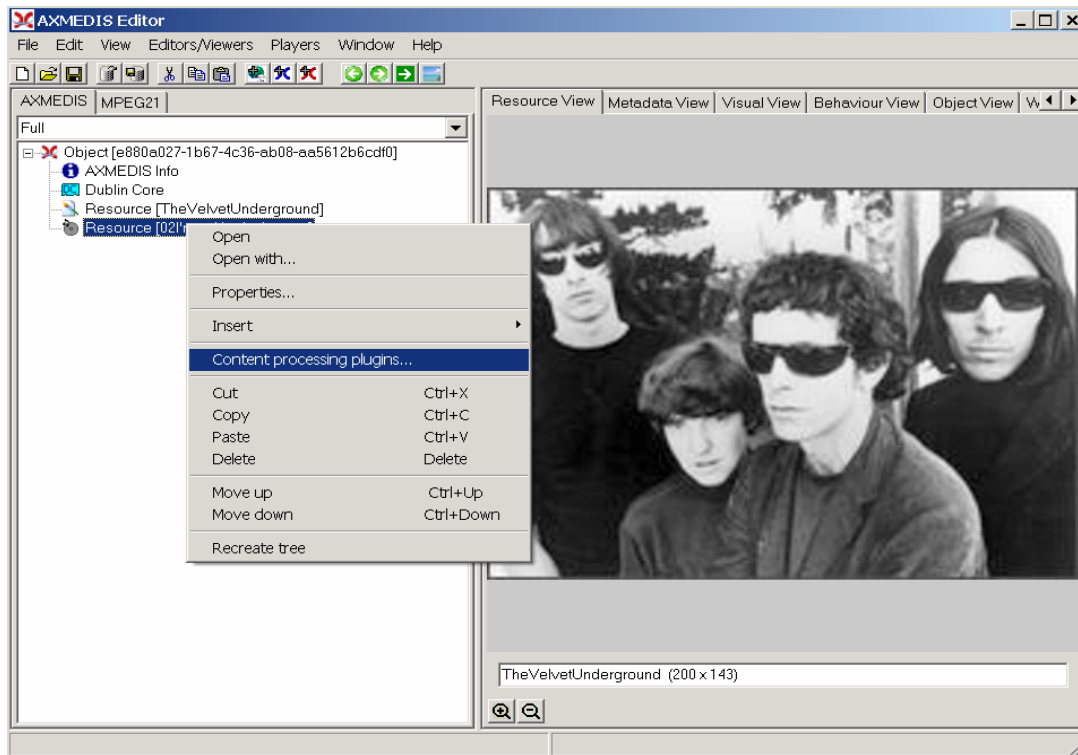 AXMEDIS Editor
File Edit View Editors/Viewers Players Window Help
AXMEDIS MPEG21
Resource View Metadata View Visual View Behaviour View Object View
Full
Object [e880a027-1b67-4c36-ab08-aa5612b6cdf0]
AXMEDIS Info
Dublin Core
Resource [TheVelvetUnderground]
Resource [02I'
Open
Open with...
Properties...
Insert
Content processing plugins...
Cut Ctrl+X
Copy Ctrl+C
Paste Ctrl+V
Delete Delete
Move up Ctrl+Up
Move down Ctrl+Down
Recreate tree
TheVelvetUnderground (200 x 143)